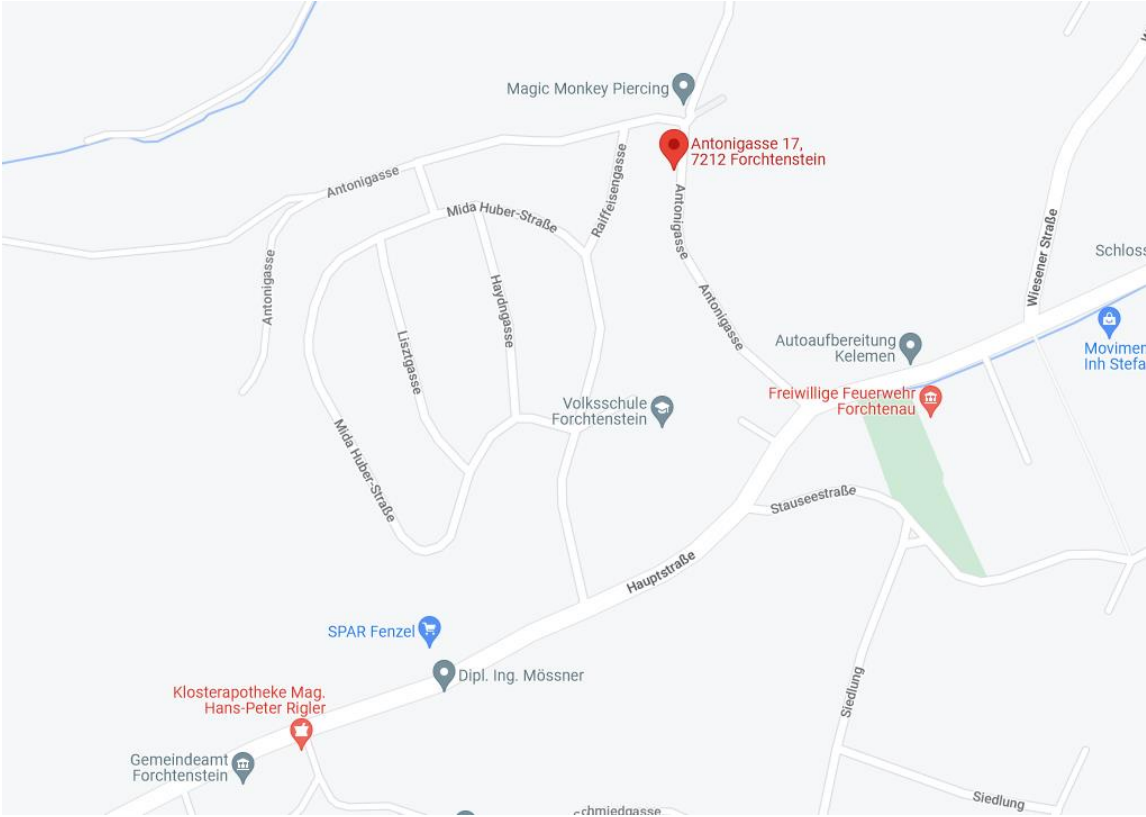 Magic Monkey Piercing
Antonigasse 17,
7212 Forchtenstein
Antonigasse
Raiffeisengasse
Antonigasse
Mida Huber-Straße
Wiesener Straße
Schloss
Antonigasse
Haydngasse
Antonigasse
Lisztgasse
Autoaufbereitung
Kelemen
Movimen
Inh Stefa
Freiwillige Feuerwehr
Forchtenau
Volksschule
Forchtenstein
Mida Huber-Straße
Stauseestraße
Hauptstraße
SPAR Fenzel
Dipl. Ing. Mössner
Klosterapotheke Mag.
Hans-Peter Rigler
Siedlung
Gemeindeamt
Forchtenstein
Siedlung
chmiedgasse